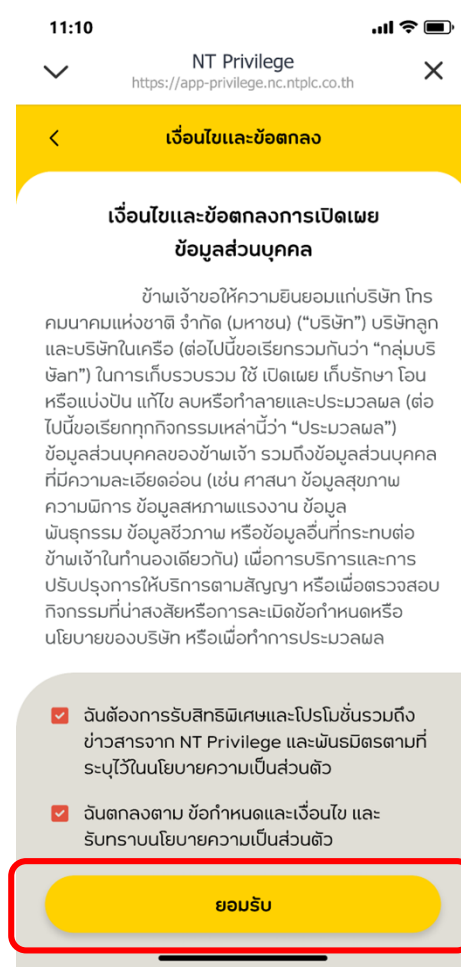 11:10
NT Privilege
https://app-privilege.nc.ntplc.co.th
เงื่อนไขและข้อตกลง
เงื่อนไขและข้อตกลงการเปิดเผย
ข้อมูลส่วนบุคคล
ข้าพเจ้าขอให้ความยินยอมแก่บริษัท โทร
คมนาคมแห่งชาติ จำกัด (มหาชน) (“บริษัท”) บริษัทลูก
และบริษัทในเครือ (ต่อไปนี้ขอเรียกรวมกันว่า “กลุ่มบริ
ษัant”) ในการเก็บรวบรวม ใช้ เปิดเผย เก็บรักษา โอน
หรือแบ่งปัน แก้ไข ลบหรือทำลายและประมวลผล (ต่อ
ไปนี้ขอเรียกทุกกิจกรรมเหล่านี้ว่า “ประมวลผล”)
ข้อมูลส่วนบุคคลของข้าพเจ้า รวมถึงข้อมูลส่วนบุคคล
ที่มีความละเอียดอ่อน (เช่น ศาสนา ข้อมูลสุขภาพ
ความพิการ ข้อมูลสหภาพแรงงาน ข้อมูล
พันธุกรรม ข้อมูลชีวภาพ หรือข้อมูลอื่นที่กระทบต่อ
ข้าพเจ้าในทำนองเดียวกัน) เพื่อการบริการและการ
ปรับปรุงการให้บริการตามสัญญา หรือเพื่อตรวจสอบ
กิจกรรมที่น่าสงสัยหรือการละเมิดข้อกำหนดหรือ
นโยบายของบริษัท หรือเพื่อทำการประมวลผล
ฉันต้องการรับสิทธิพิเศษและโปรโมชั่นรวมถึง
ข่าวสารจาก NT Privilege และพันธมิตรตามที่
ระบุไว้ในนโยบายความเป็นส่วนตัว
ฉันตกลงตาม ข้อกำหนดและเงื่อนไข และ
รับทราบนโยบายความเป็นส่วนตัว
ยอมรับ